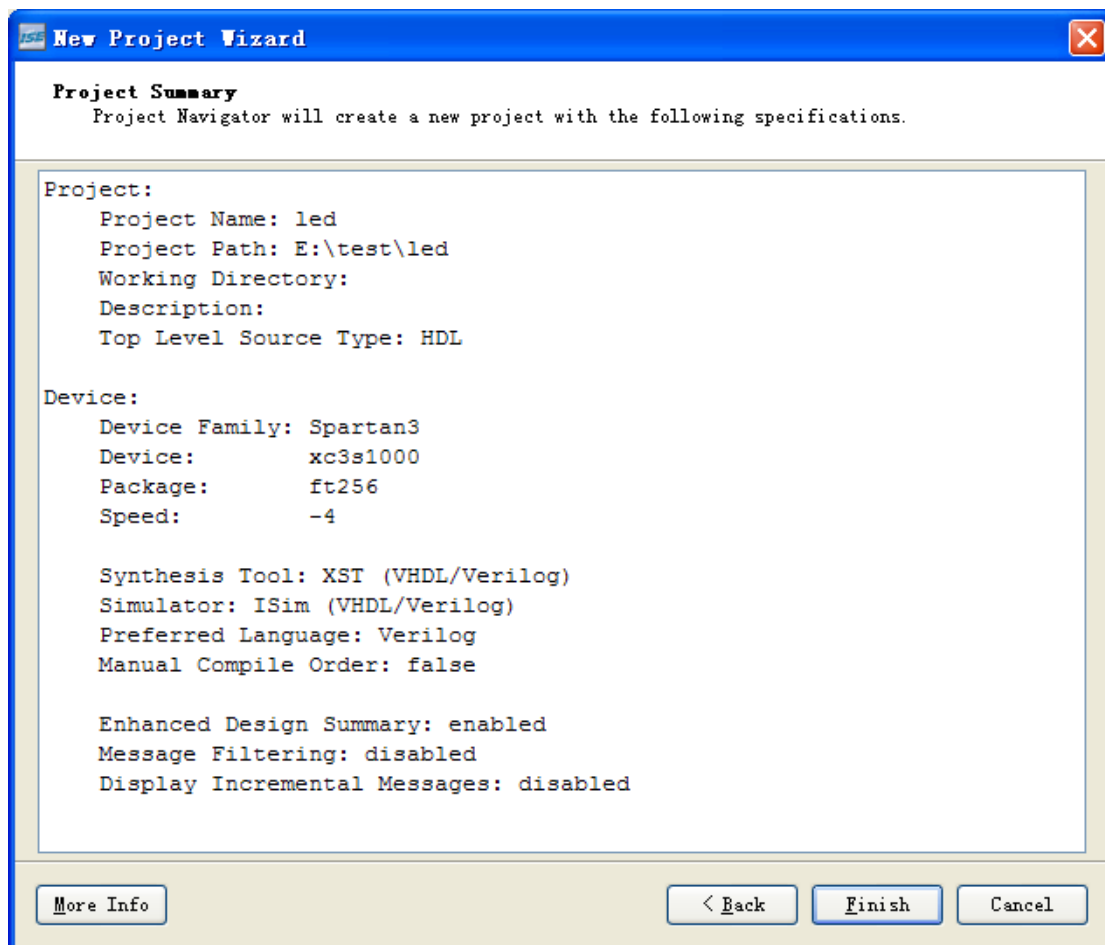 ISE New Project Wizard
Project Summary
Project Navigator will create a new project with the following specifications.
Project:
Project Name: led
Project Path: E:\test\led
Working Directory:
Description:
Top Level Source Type: HDL
Device:
Device Family: Spartan3
Device: xc3s1000
Package: ft256
Speed: -4
Synthesis Tool: XST (VHDL/Verilog)
Simulator: ISim (VHDL/Verilog)
Preferred Language: Verilog
Manual Compile Order: false
Enhanced Design Summary: enabled
Message Filtering: disabled
Display Incremental Messages: disabled
More Info < Back Finish Cancel